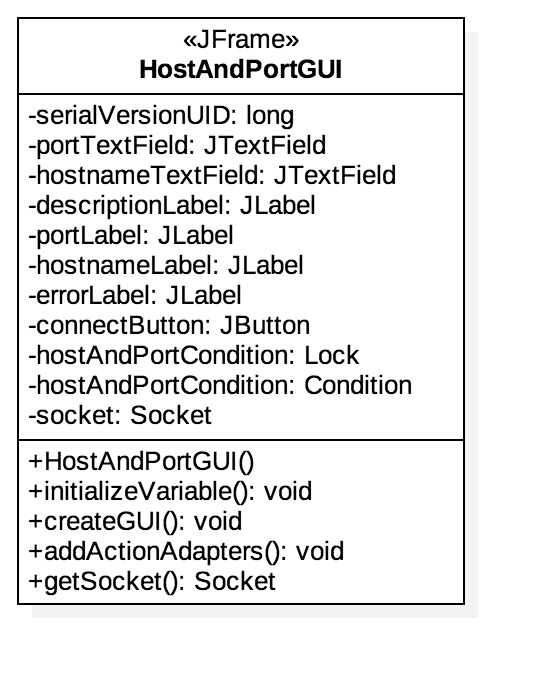 «JFrame»
HostAndPortGUI
-serialVersionUID: long
-portTextField: JTextField
-hostnameTextField: JTextField
-descriptionLabel: JLabel
-portLabel: JLabel
-hostnameLabel: JLabel
-errorLabel: JLabel
-connectButton: JButton
-hostAndPortCondition: Lock
-hostAndPortCondition: Condition
-socket: Socket
+HostAndPortGUI()
+initializeVariable(): void
+createGUI(): void
+addActionAdapters(): void
+getSocket(): Socket